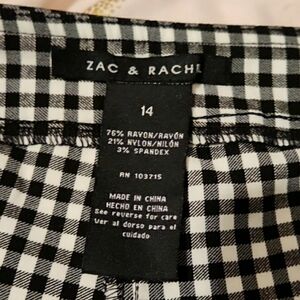 ZAC & RACHEL
14
76% RAYON/RAYÓN
21% NYLON/NILÓN
3% SPANDEX
RN 103715
MADE IN CHINA
HECHO EN CHINA
See reverse for care
Ver al dorso para el
cuidado